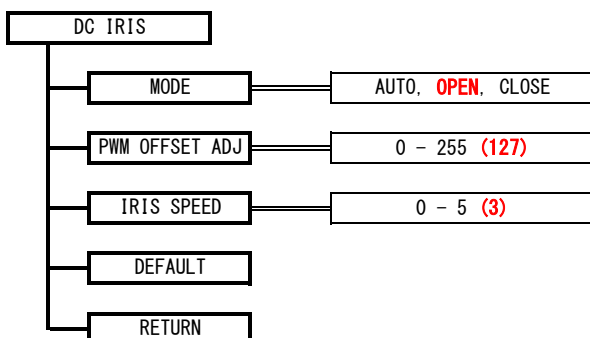 DC IRIS
MODE
AUTO, OPEN, CLOSE
PWM OFFSET ADJ
0 - 255 (127)
IRIS SPEED
0 - 5 (3)
DEFAULT
RETURN